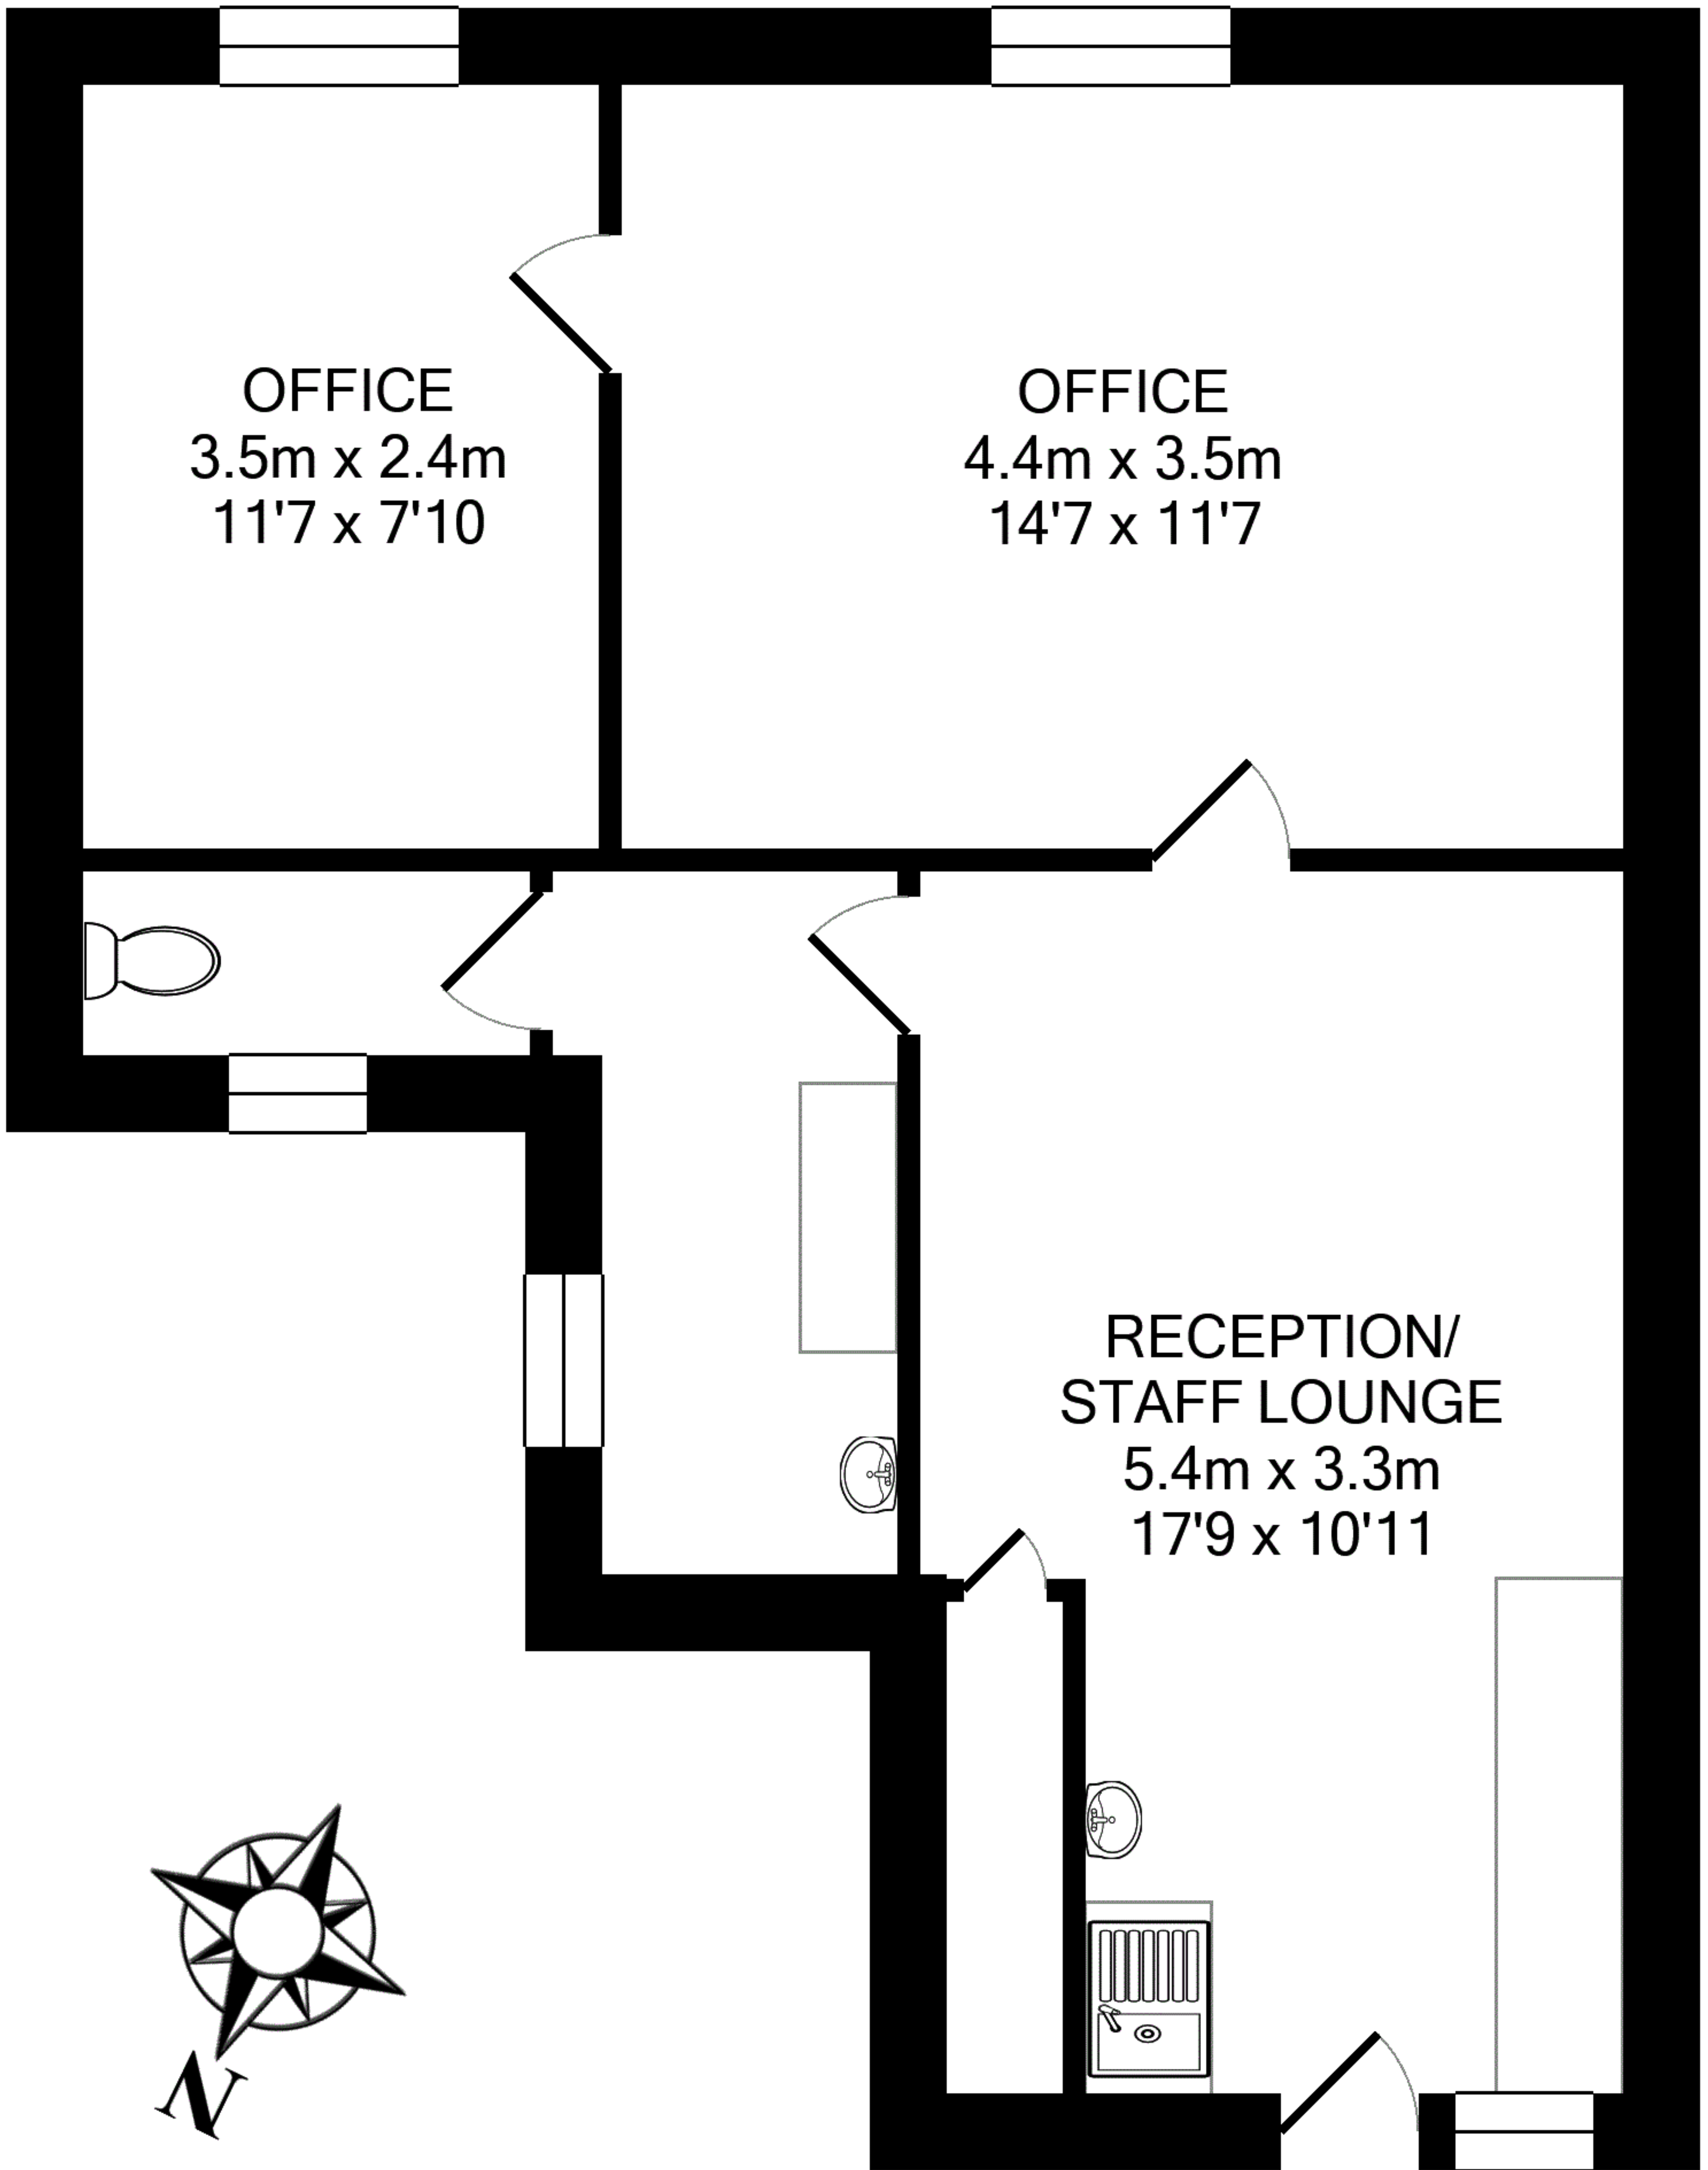 OFFICE
3.5m x 2.4m
11'7 x 7'10
OFFICE
4.4m x 3.5m
14'7 x 11'7
RECEPTION/
STAFF LOUNGE
5.4m x 3.3m
17'9 x 10'11
N